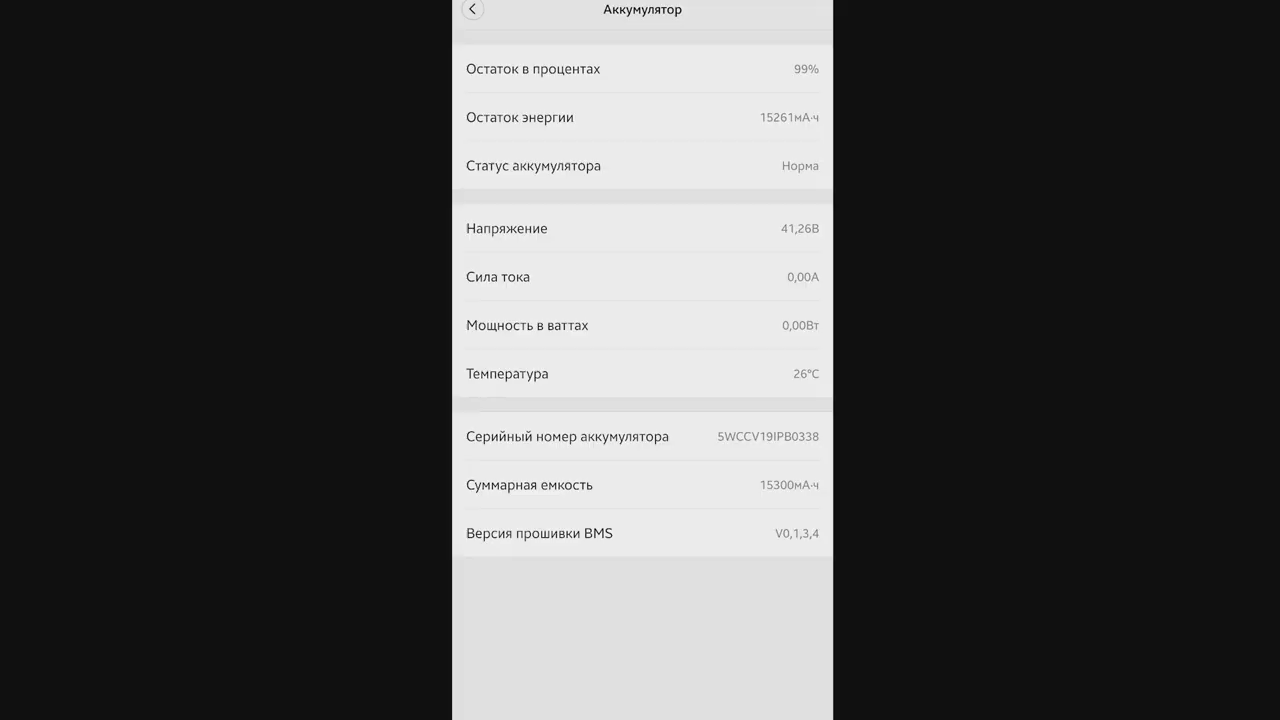 Аккумулятор
Остаток в процентах 99%
Остаток энергии 15261мА·ч
Статус аккумулятора Норма
Напряжение 41,26В
Сила тока 0,00А
Мощность в ваттах 0,00Вт
Температура 26°C
Серийный номер аккумулятора 5WCCV19IPB0338
Суммарная емкость 15300мА·ч
Версия прошивки BMS V0,1,3,4